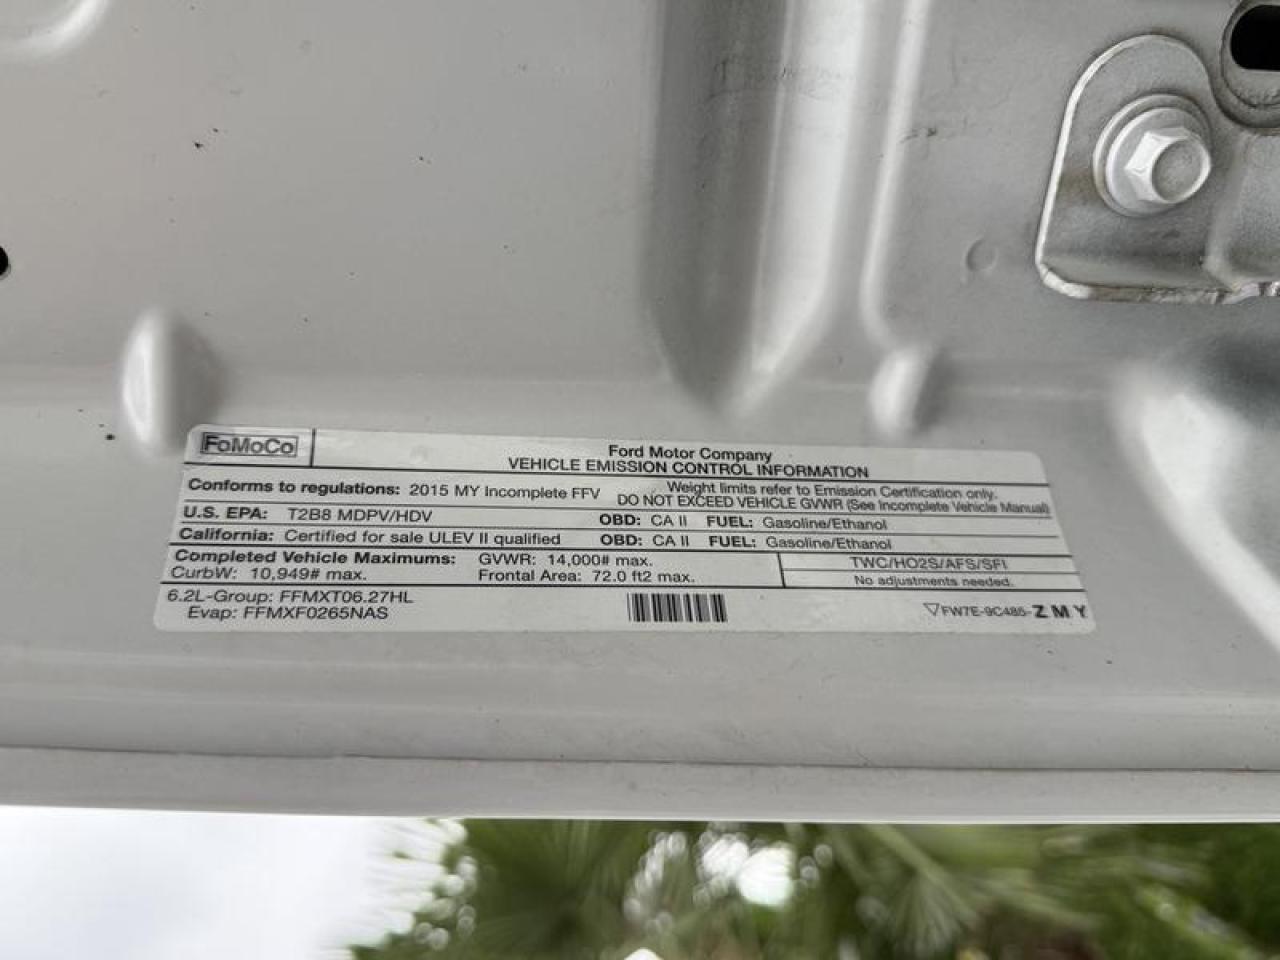 FoMoCo
Ford Motor Company
VEHICLE EMISSION CONTROL INFORMATION
Conforms to regulations: 2015 MY Incomplete FFV
Weight limits refer to Emission Certification only.
DO NOT EXCEED VEHICLE GVWR (See Incomplete Vehicle Manual)
U.S. EPA: T2B8 MDPV/HDV OBD: CA II FUEL: Gasoline/Ethanol
California: Certified for sale ULEV II qualified OBD: CA II FUEL: Gasoline/Ethanol
Completed Vehicle Maximums: GVWR: 14,000# max.
CurbW: 10,949# max. Frontal Area: 72.0 ft2 max.
TWC/HO2S/AFS/SFI
No adjustments needed.
6.2L-Group: FFMXT06.27HL
Evap: FFMXF0265NAS
FW7E-9C485-ZMY